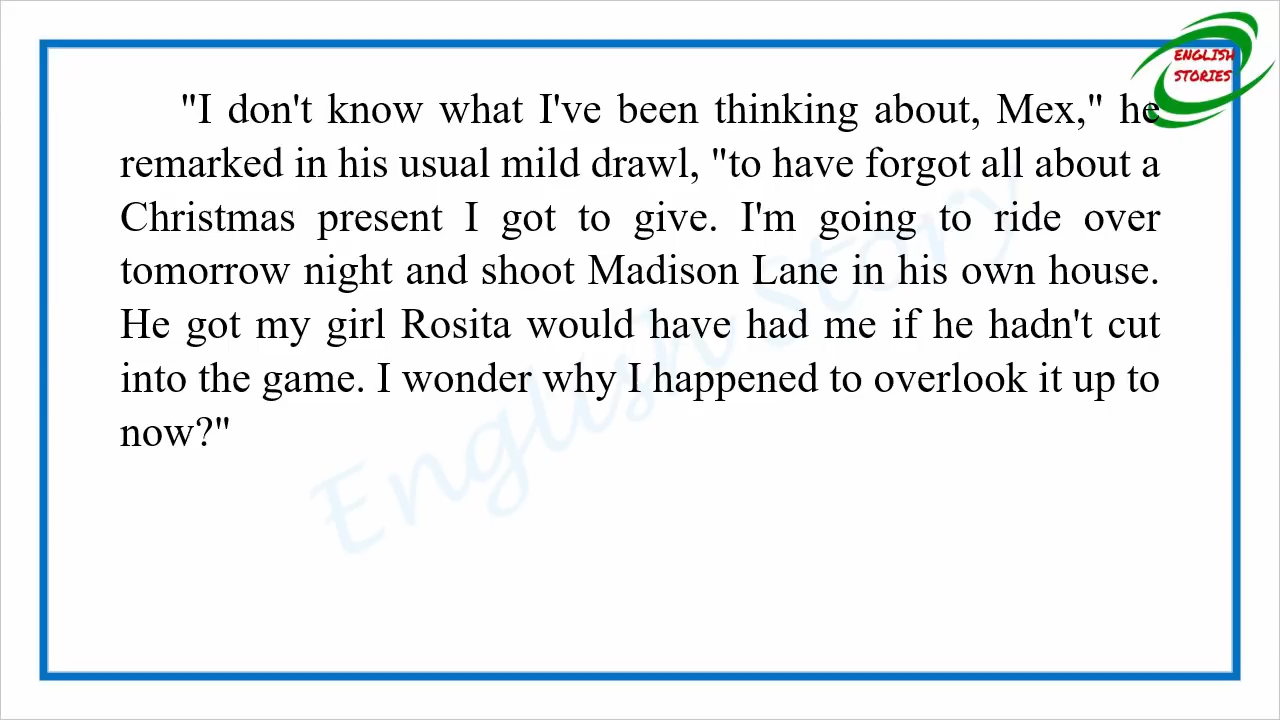 ENGLISH
STORIES
"I don't know what I've been thinking about, Mex," he
remarked in his usual mild drawl, "to have forgot all about a
Christmas present I got to give. I'm going to ride over
tomorrow night and shoot Madison Lane in his own house.
He got my girl Rosita would have had me if he hadn't cut
into the game. I wonder why I happened to overlook it up to
now?"
English Story